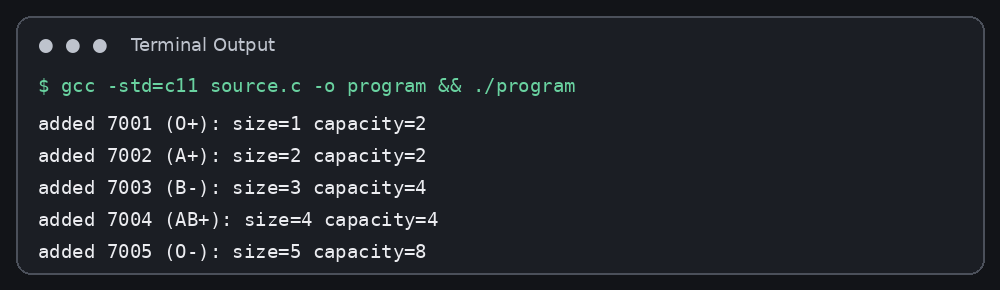 Terminal Output
$ gcc -std=c11 source.c -o program && ./program
added 7001 (O+): size=1 capacity=2
added 7002 (A+): size=2 capacity=2
added 7003 (B-): size=3 capacity=4
added 7004 (AB+): size=4 capacity=4
added 7005 (O-): size=5 capacity=8